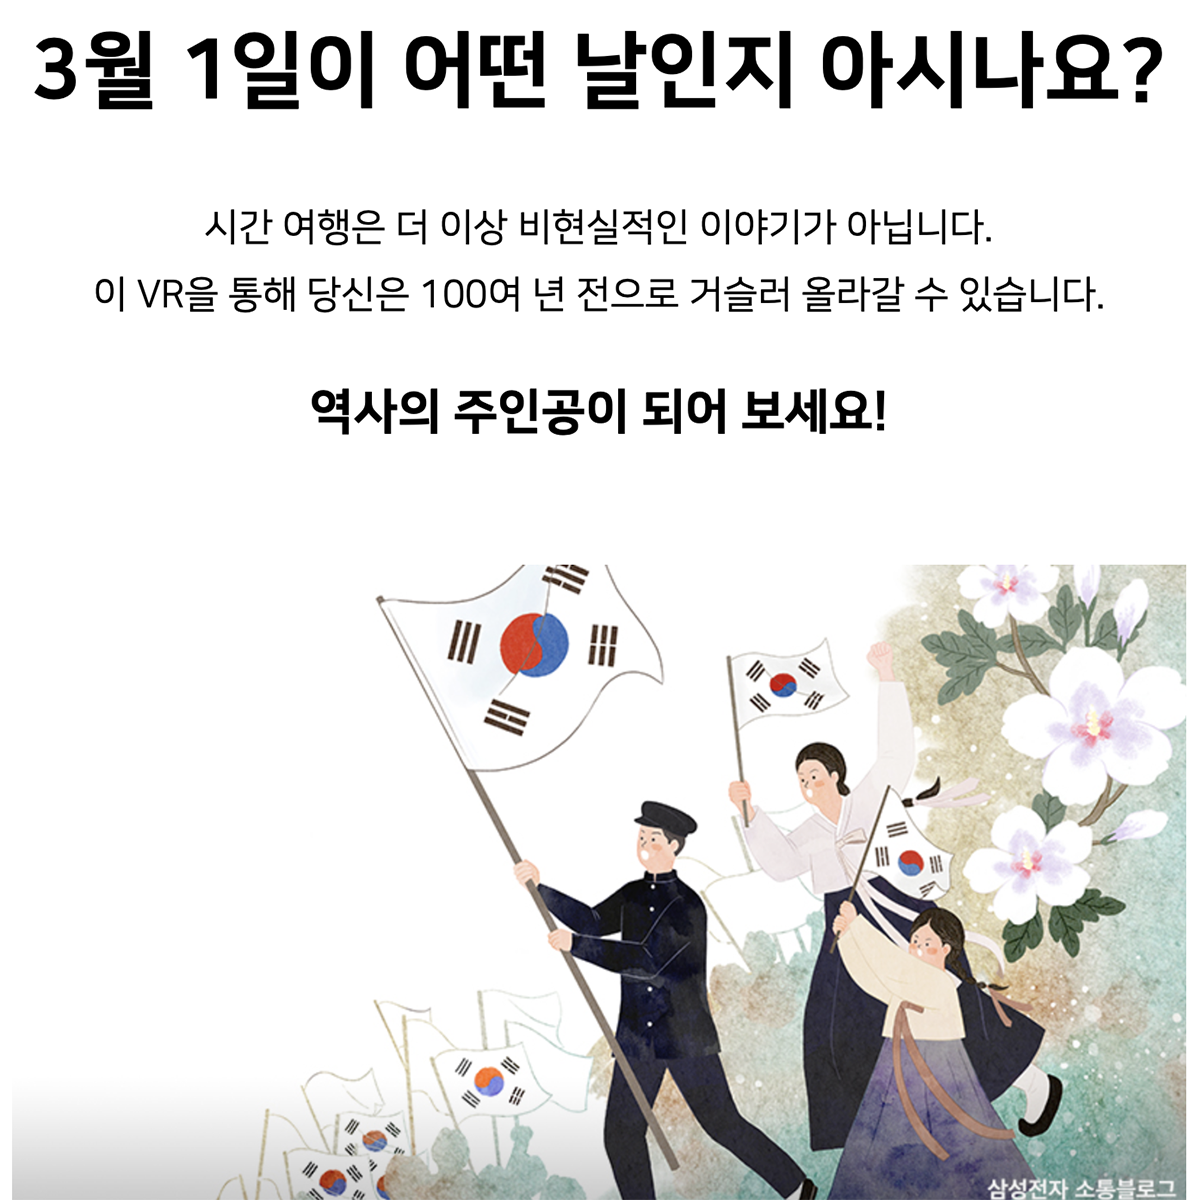 3월 1일이 어떤 날인지 아시나요?
시간 여행은 더 이상 비현실적인 이야기가 아닙니다.
이 VR을 통해 당신은 100여 년 전으로 거슬러 올라갈 수 있습니다.
역사의 주인공이 되어 보세요!
삼성전자 소통블로그